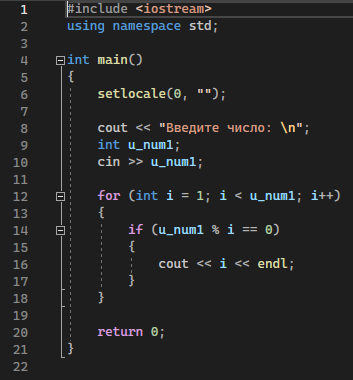 1 #include <iostream>
2 using namespace std;
3
4 int main()
5 {
6 setlocale(0, "");
7
8 cout << "Введите число: \n";
9 int u_num1;
10 cin >> u_num1;
11
12 for (int i = 1; i < u_num1; i++)
13 {
14 if (u_num1 % i == 0)
15 {
16 cout << i << endl;
17 }
18 }
19
20 return 0;
21 }
22